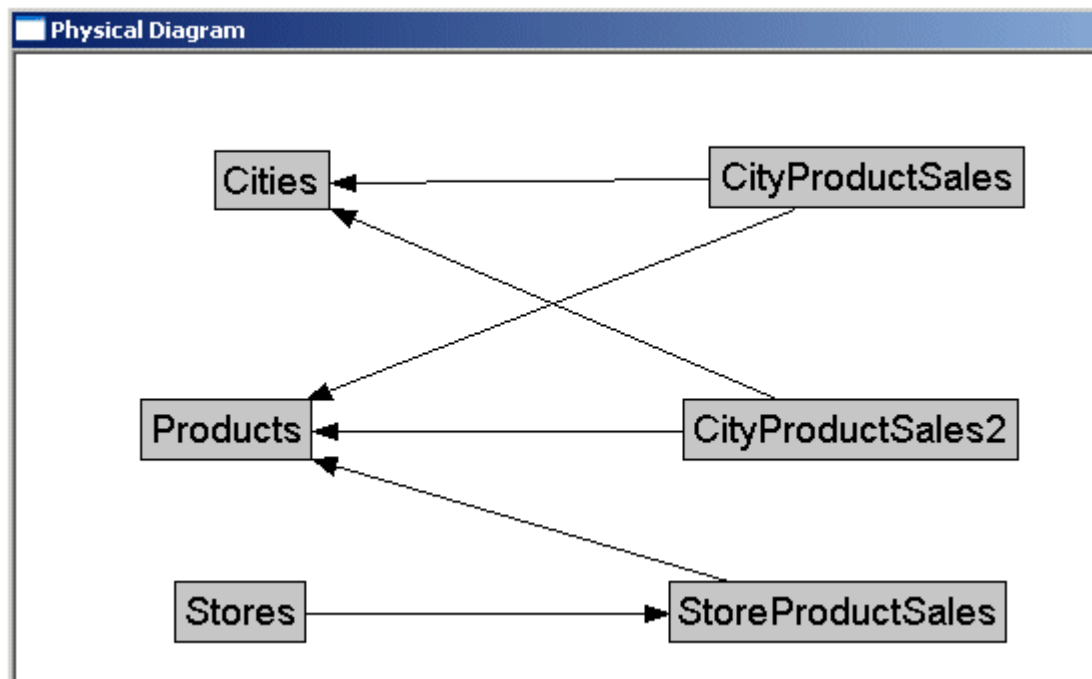 Physical Diagram
Cities
CityProductSales
Products
CityProductSales2
Stores
StoreProductSales